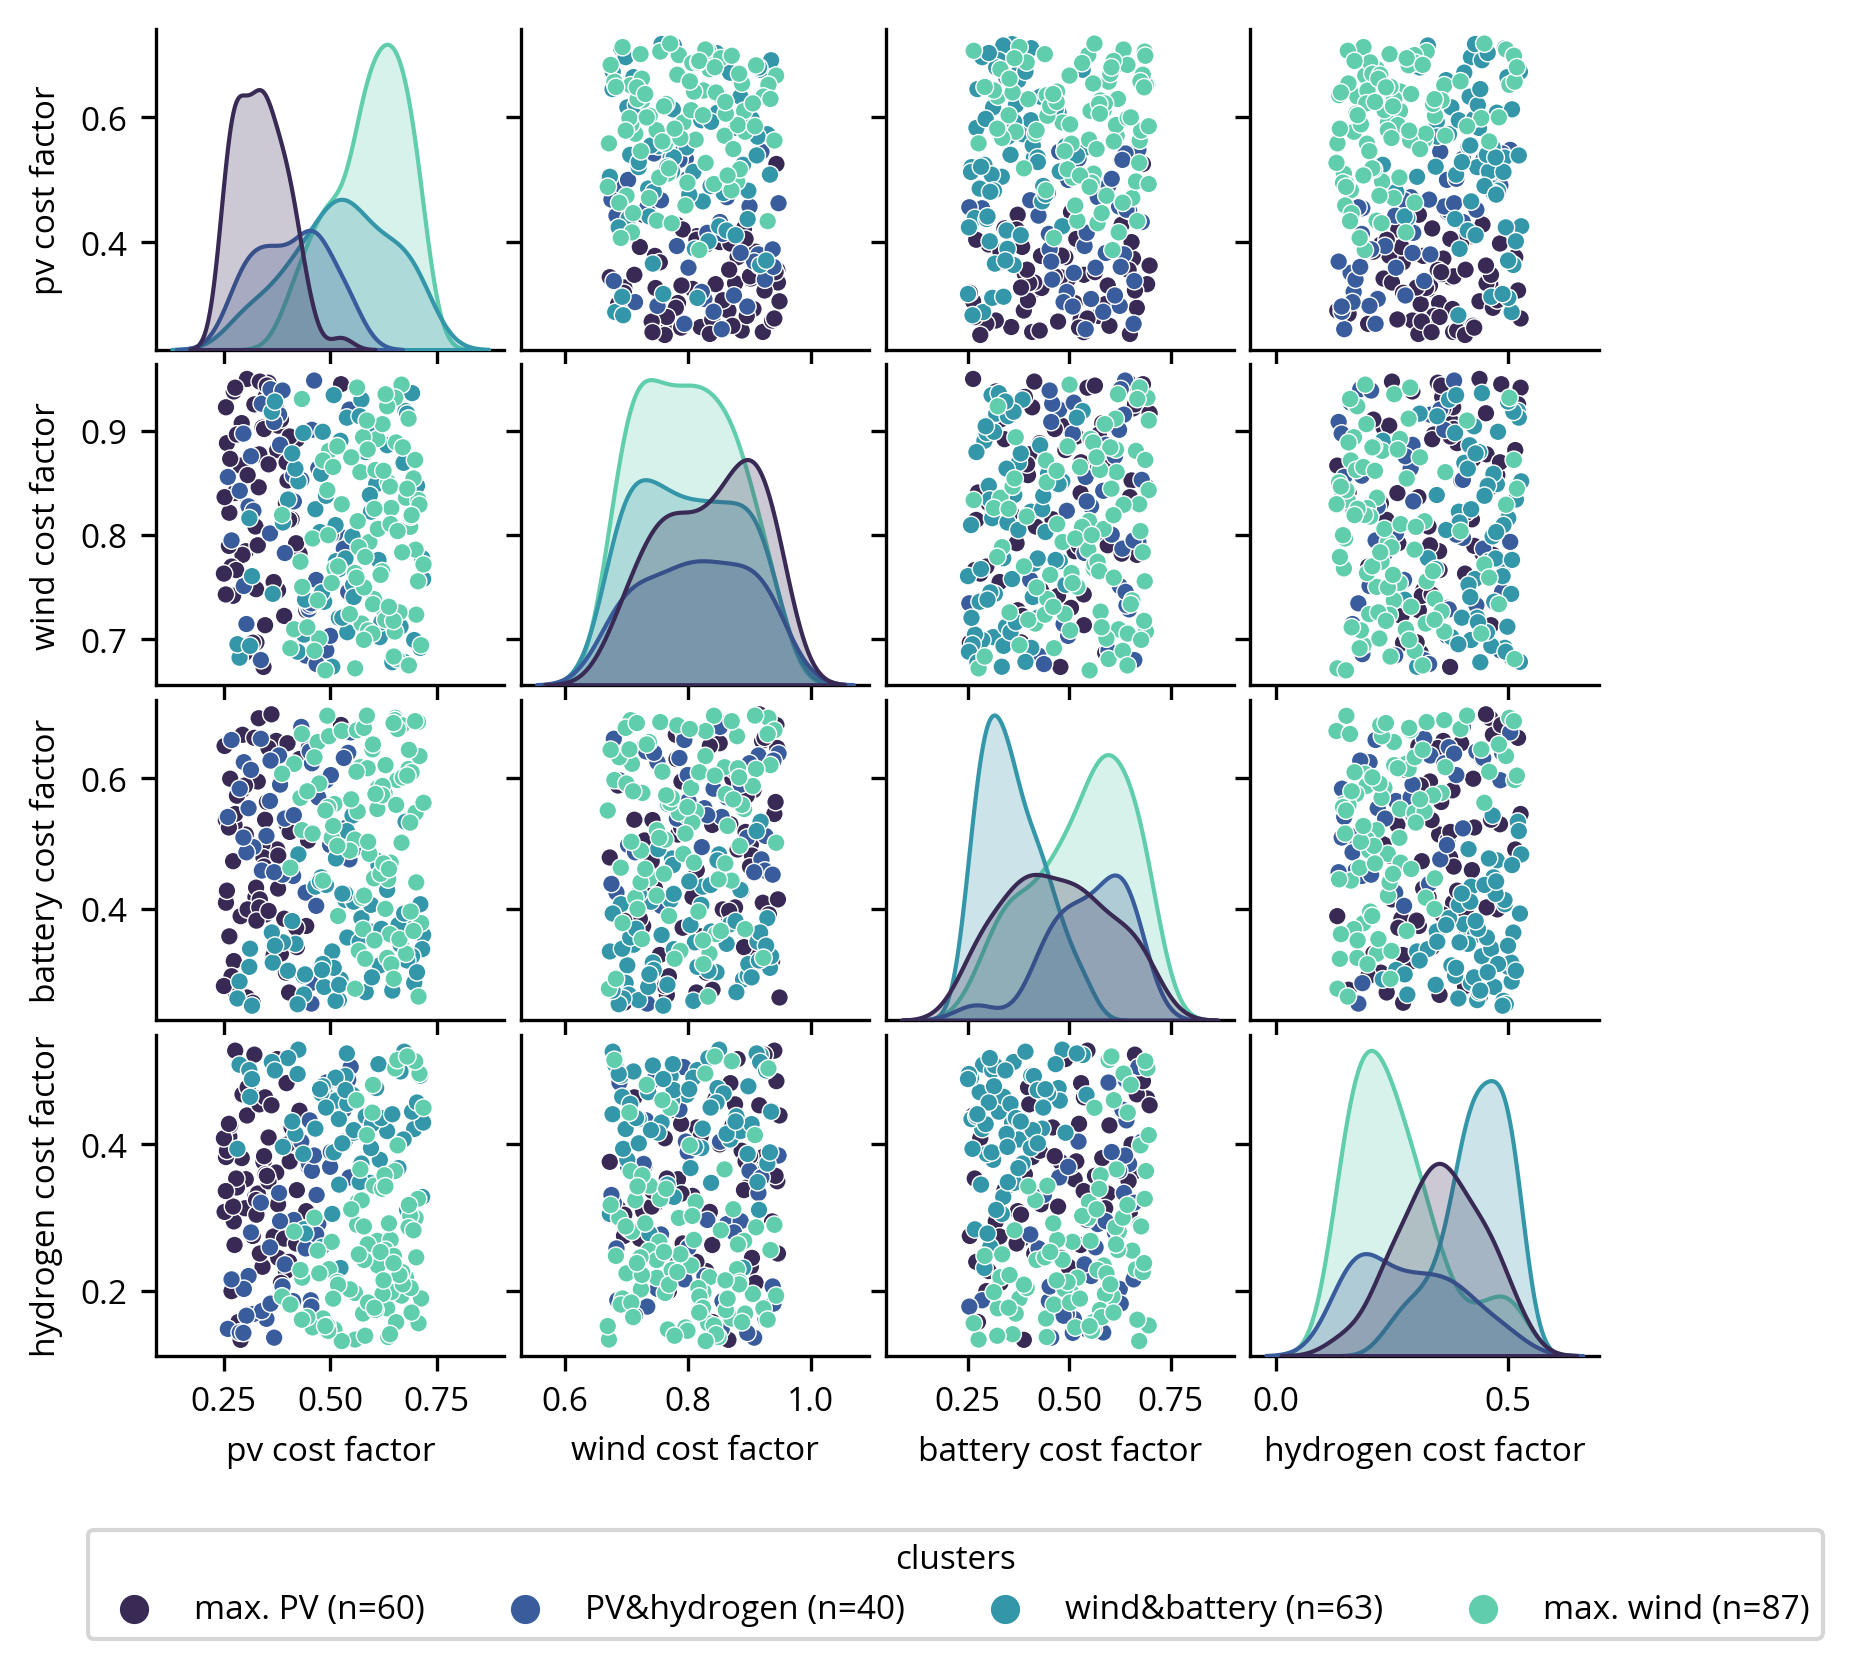 pv cost factor
0.6
0.4
wind cost factor
0.9
0.8
0.7
battery cost factor
0.6
0.4
hydrogen cost factor
0.4
0.2
0.25 0.50 0.75 0.6 0.8 1.0 0.25 0.50 0.75 0.0 0.5
pv cost factor wind cost factor battery cost factor hydrogen cost factor
clusters
max. PV (n=60) PV&hydrogen (n=40) wind&battery (n=63) max. wind (n=87)